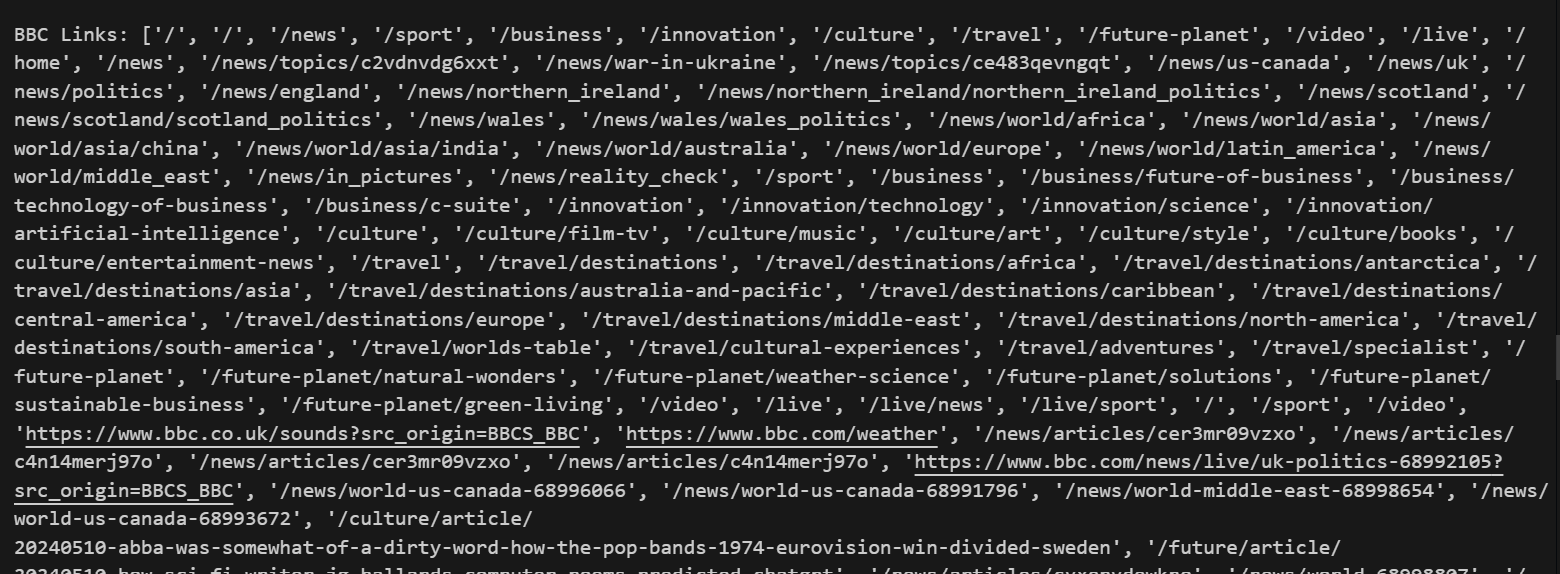 BBC Links: ['/', '/', '/news', '/sport', '/business', '/innovation', '/culture', '/travel', '/future-planet', '/video', '/live', '/
home', '/news', '/news/topics/c2vdnvdg6xxt', '/news/war-in-ukraine', '/news/topics/ce483qevngqt', '/news/us-canada', '/news/uk', '/
news/politics', '/news/england', '/news/northern_ireland', '/news/northern_ireland/northern_ireland_politics', '/news/scotland', '/
news/scotland/scotland_politics', '/news/wales', '/news/wales/wales_politics', '/news/world/africa', '/news/world/asia', '/news/
world/asia/china', '/news/world/asia/india', '/news/world/australia', '/news/world/europe', '/news/world/latin_america', '/news/
world/middle_east', '/news/in_pictures', '/news/reality_check', '/sport', '/business', '/business/future-of-business', '/business/
technology-of-business', '/business/c-suite', '/innovation', '/innovation/technology', '/innovation/science', '/innovation/
artificial-intelligence', '/culture', '/culture/film-tv', '/culture/music', '/culture/art', '/culture/style', '/culture/books', '/
culture/entertainment-news', '/travel', '/travel/destinations', '/travel/destinations/africa', '/travel/destinations/antarctica', '/
travel/destinations/asia', '/travel/destinations/australia-and-pacific', '/travel/destinations/caribbean', '/travel/destinations/
central-america', '/travel/destinations/europe', '/travel/destinations/middle-east', '/travel/destinations/north-america', '/travel/
destinations/south-america', '/travel/worlds-table', '/travel/cultural-experiences', '/travel/adventures', '/travel/specialist', '/
future-planet', '/future-planet/natural-wonders', '/future-planet/weather-science', '/future-planet/solutions', '/future-planet/
sustainable-business', '/future-planet/green-living', '/video', '/live', '/live/news', '/live/sport', '/', '/sport', '/video',
'https://www.bbc.co.uk/sounds?src_origin=BBCS_BBC', 'https://www.bbc.com/weather', '/news/articles/cer3mr09vzxo', '/news/articles/
c4n14merj97o', '/news/articles/cer3mr09vzxo', '/news/articles/c4n14merj97o', 'https://www.bbc.com/news/live/uk-politics-68992105?
src_origin=BBCS_BBC', '/news/world-us-canada-68996066', '/news/world-us-canada-68991796', '/news/world-middle-east-68998654', '/news/
world-us-canada-68993672', '/culture/article/
20240510-abba-was-somewhat-of-a-dirty-word-how-the-pop-bands-1974-eurovision-win-divided-sweden', '/future/article/